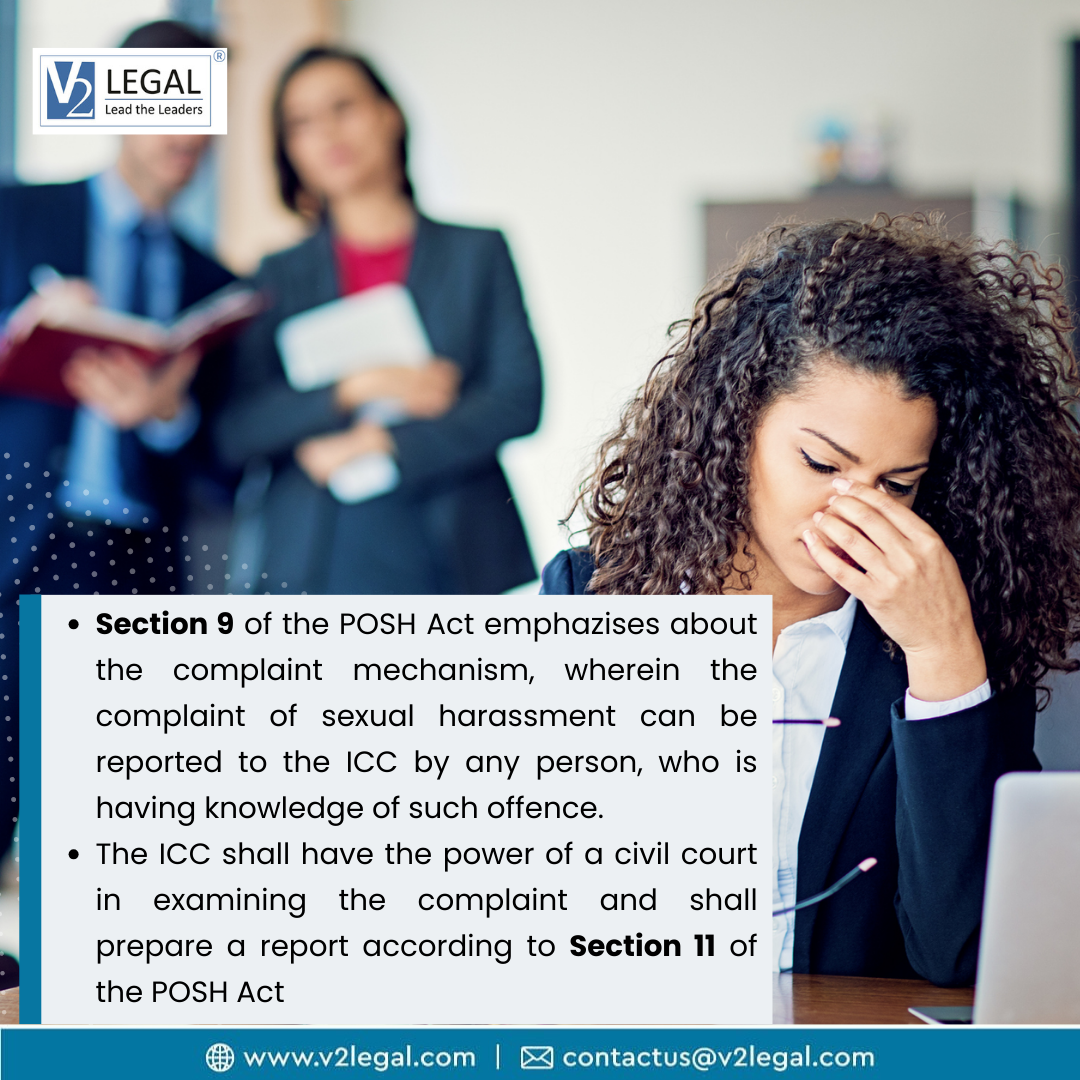 V2
LEGAL
®
Lead the Leaders
• Section 9 of the POSH Act emphazises about
the complaint mechanism, wherein the
complaint of sexual harassment can be
reported to the ICC by any person, who is
having knowledge of such offence.
• The ICC shall have the power of a civil court
in examining the complaint and shall
prepare a report according to Section 11 of
the POSH Act
www.v2legal.com | contactus@v2legal.com